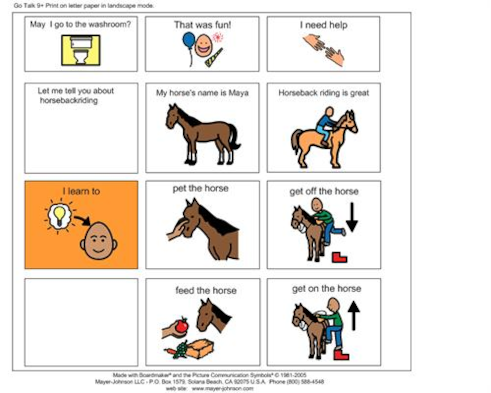 Go Talk 9+ Print on letter paper in landscape mode.
May I go to the washroom?
That was fun!
I need help
Let me tell you about
horsebackriding
My horse's name is Maya
Horseback riding is great
I learn to
pet the horse
get off the horse
feed the horse
get on the horse
Made with Boardmaker® and the Picture Communication Symbols® © 1981-2005
Mayer-Johnson LLC - P.O. Box 1579, Solana Beach, CA 92075 U.S.A. Phone (800) 588-4548
web site: www.mayer-johnson.com